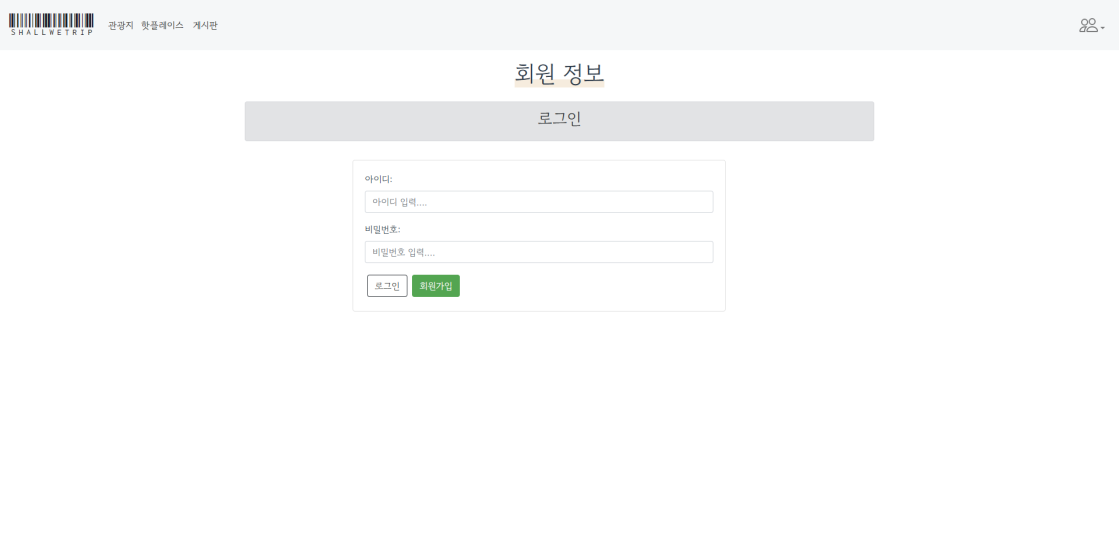 SHALLWETRIP 관광지 핫플레이스 게시판
회원 정보
로그인
아이디:
아이디 입력....
비밀번호:
비밀번호 입력....
로그인 회원가입